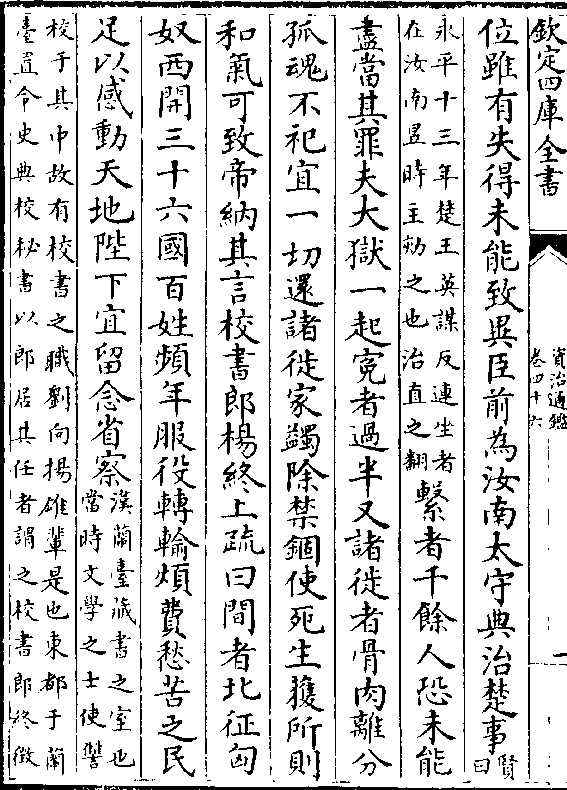 欽定四庫全書
資治通鑑
卷四十六
一
位雖有失得未能致異臣前為汝南太守典治楚事賢曰
永平十三年楚王英謀反連坐者
在汝南昱時主劾之也治直之翻
繫者千餘人恐未能
盡當其罪夫大獄一起寃者過半又諸徙者骨肉離分
孤魂不祀宜一切還諸徙家蠲除禁錮使死生獲所則
和氣可致帝納其言校書郎楊終上疏曰間者北征匈
奴西開三十六國百姓頻年服役轉輸煩費愁苦之民
足以感動天地陛下宜留念省察
漢蘭臺藏書之室也
當時文學之士使讐
校于其中故有校書之職劉向揚雄輩是也東都于蘭
臺置令史典校秘書以郎居其任者謂之校書郎終徵